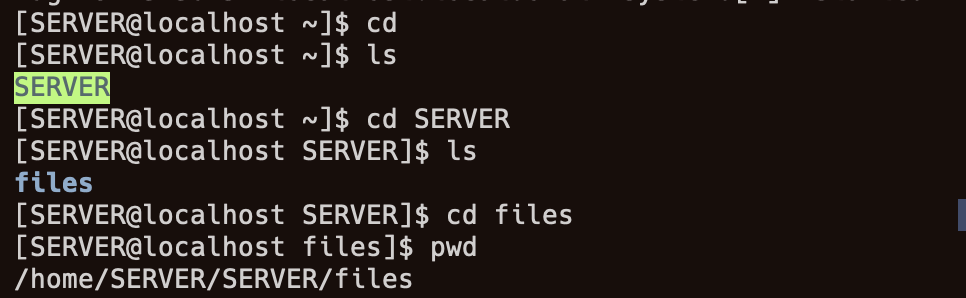 [SERVER@localhost ~]$ cd
[SERVER@localhost ~]$ ls
SERVER
[SERVER@localhost ~]$ cd SERVER
[SERVER@localhost SERVER]$ ls
files
[SERVER@localhost SERVER]$ cd files
[SERVER@localhost files]$ pwd
/home/SERVER/SERVER/files